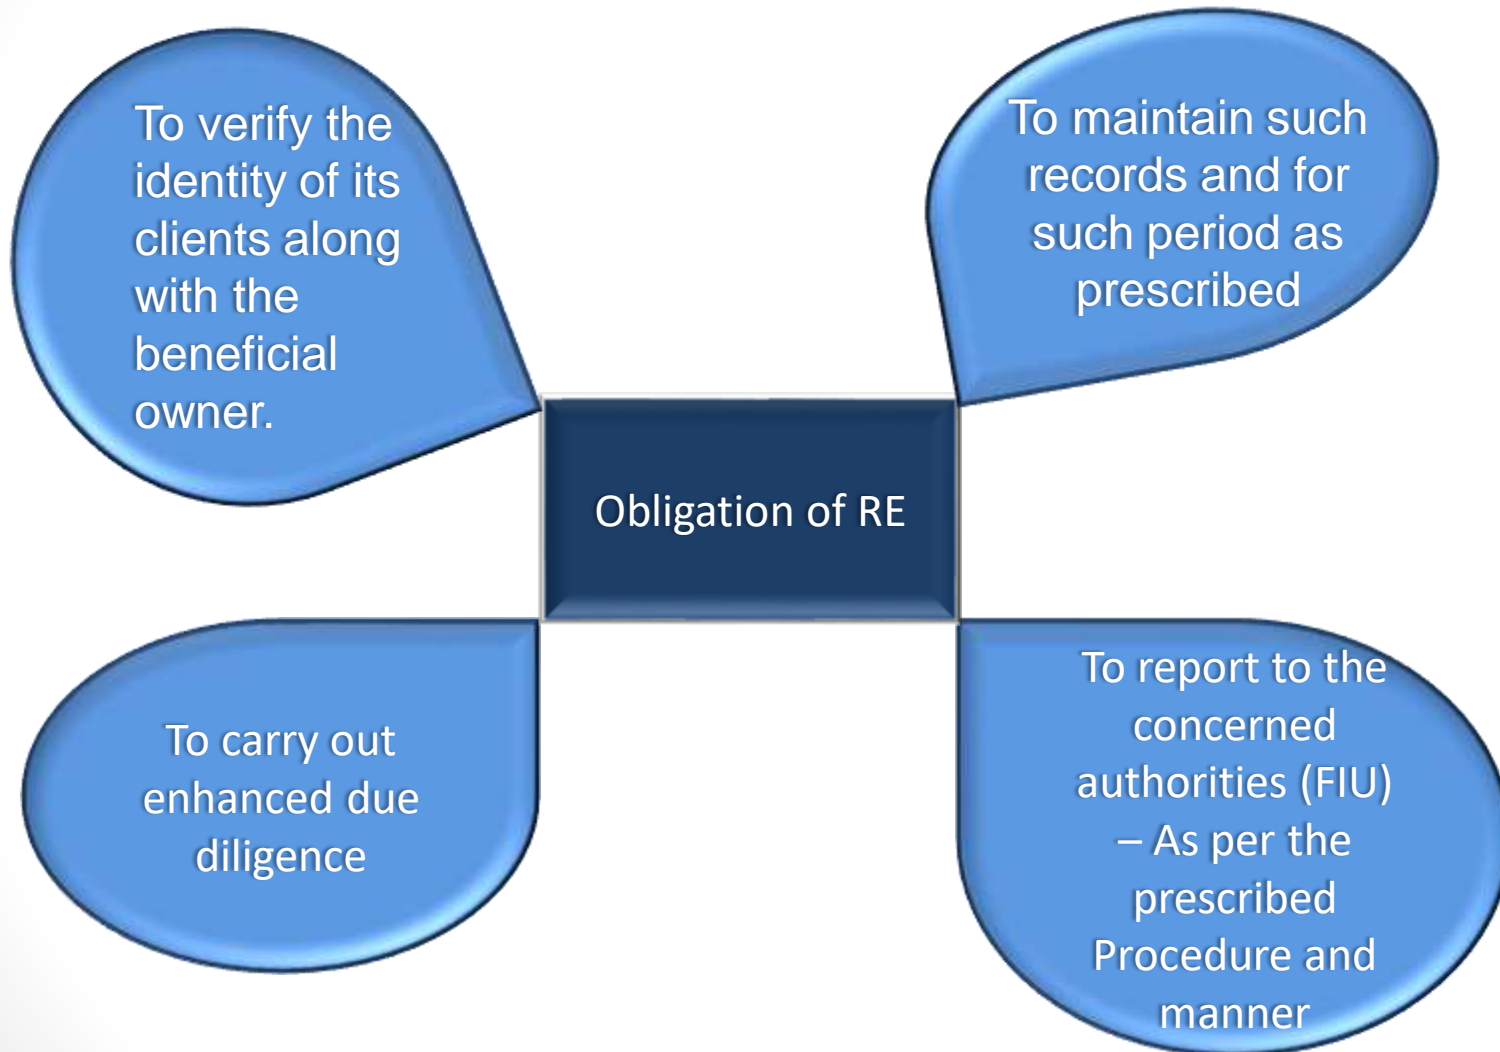 To verify the
identity of its
clients along
with the
beneficial
owner.
To maintain such
records and for
such period as
prescribed
Obligation of RE
To carry out
enhanced due
diligence
To report to the
concerned
authorities (FIU)
– As per the
prescribed
Procedure and
manner